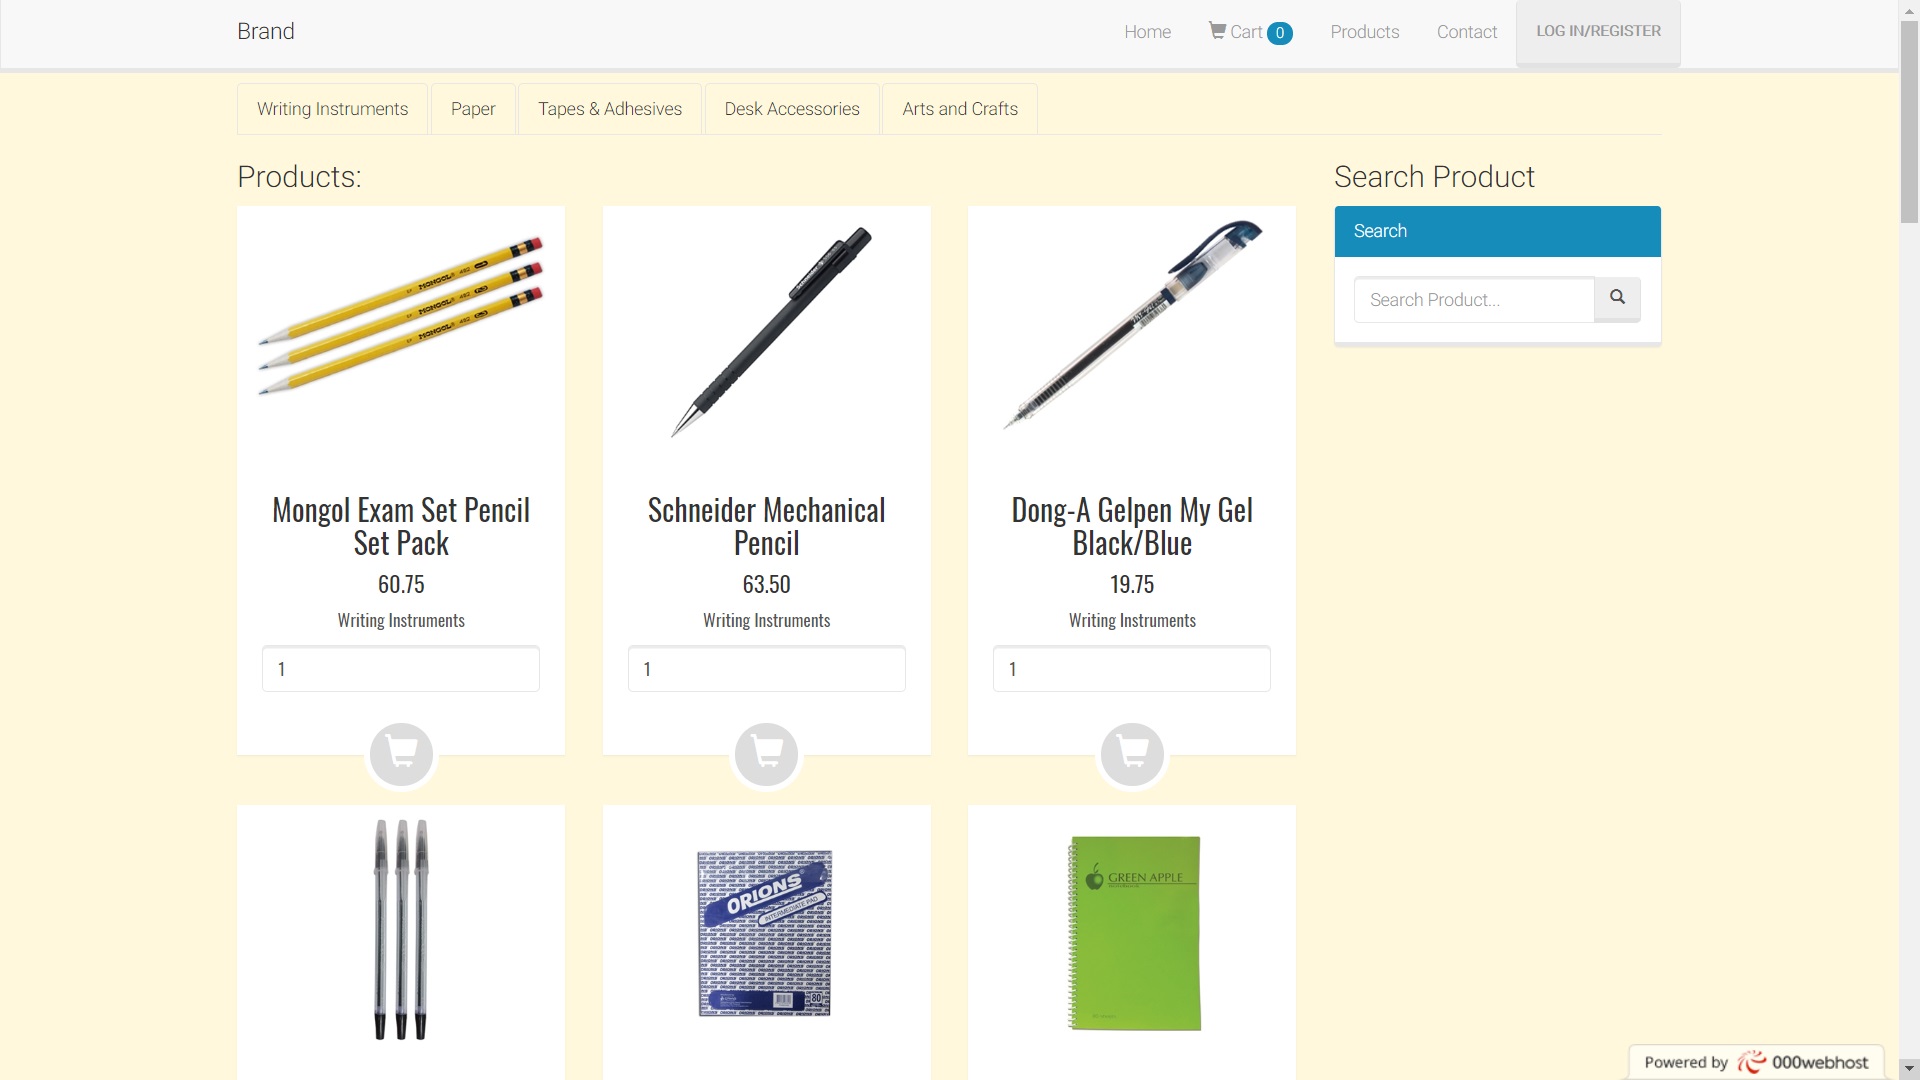 Brand
Home
Cart 0
Products
Contact
LOG IN/REGISTER
Writing Instruments
Paper
Tapes & Adhesives
Desk Accessories
Arts and Crafts
Products:
Search Product
Search
Search Product...
MONGOL 482
MONGOL 482
MONGOL 482
Mongol Exam Set Pencil
Set Pack
60.75
Writing Instruments
1
Schneider Mechanical
Pencil
63.50
Writing Instruments
1
Dong-A Gelpen My Gel
Black/Blue
19.75
Writing Instruments
1
ORIONS
INTERMEDIATE PAD
80
GREEN APPLE
Powered by 000webhost